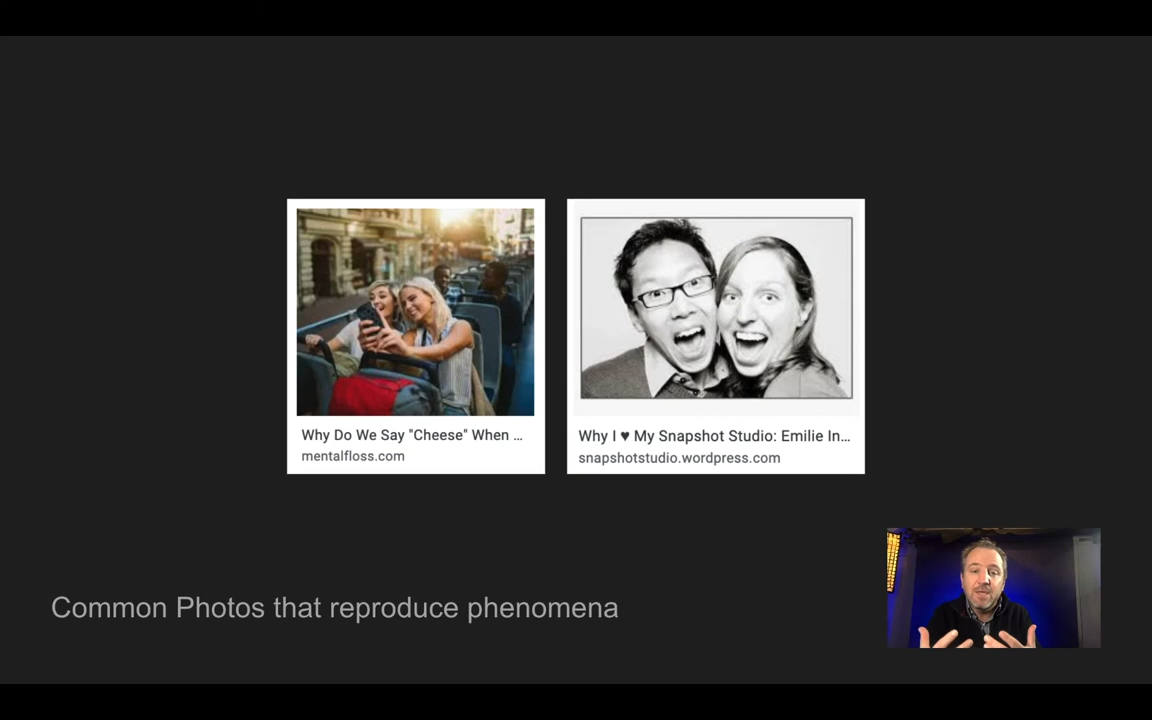 Why Do We Say "Cheese" When ...
mentalfloss.com
Why I ♥ My Snapshot Studio: Emilie In...
snapshotstudio.wordpress.com
Common Photos that reproduce phenomena